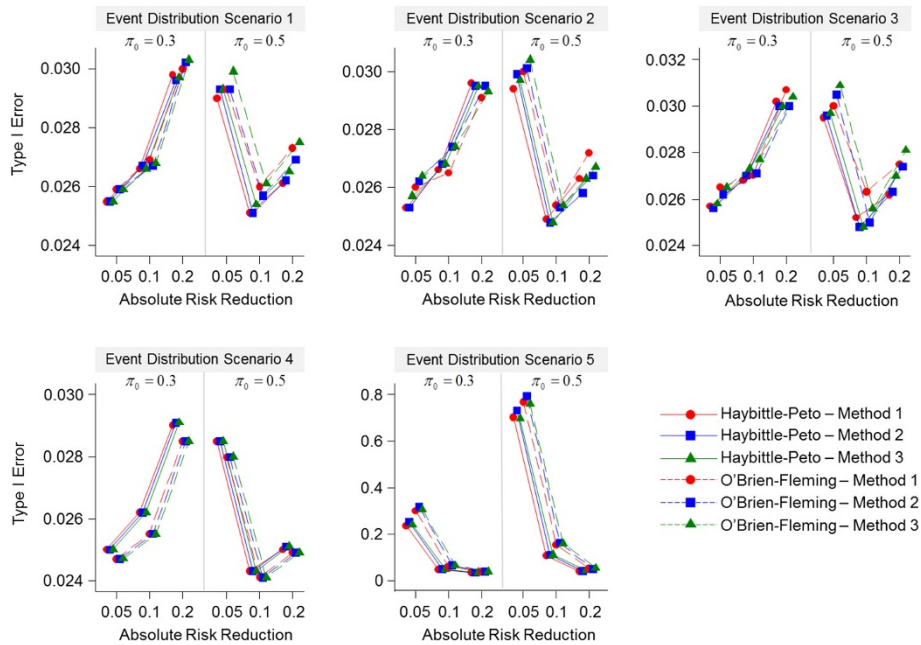 Event Distribution Scenario 1
π₀ = 0.3 π₀ = 0.5
Type I Error
0.030
0.028
0.026
0.024
0.05 0.1 0.2 0.05 0.1 0.2
Absolute Risk Reduction
Event Distribution Scenario 2
π₀ = 0.3 π₀ = 0.5
0.030
0.028
0.026
0.024
0.05 0.1 0.2 0.05 0.1 0.2
Absolute Risk Reduction
Event Distribution Scenario 3
π₀ = 0.3 π₀ = 0.5
0.032
0.030
0.028
0.026
0.024
0.05 0.1 0.2 0.05 0.1 0.2
Absolute Risk Reduction
Event Distribution Scenario 4
π₀ = 0.3 π₀ = 0.5
Type I Error
0.030
0.028
0.026
0.024
0.05 0.1 0.2 0.05 0.1 0.2
Absolute Risk Reduction
Event Distribution Scenario 5
π₀ = 0.3 π₀ = 0.5
0.8
0.6
0.4
0.2
0
0.05 0.1 0.2 0.05 0.1 0.2
Absolute Risk Reduction
Haybittle-Peto – Method 1
Haybittle-Peto – Method 2
Haybittle-Peto – Method 3
O'Brien-Fleming – Method 1
O'Brien-Fleming – Method 2
O'Brien-Fleming – Method 3